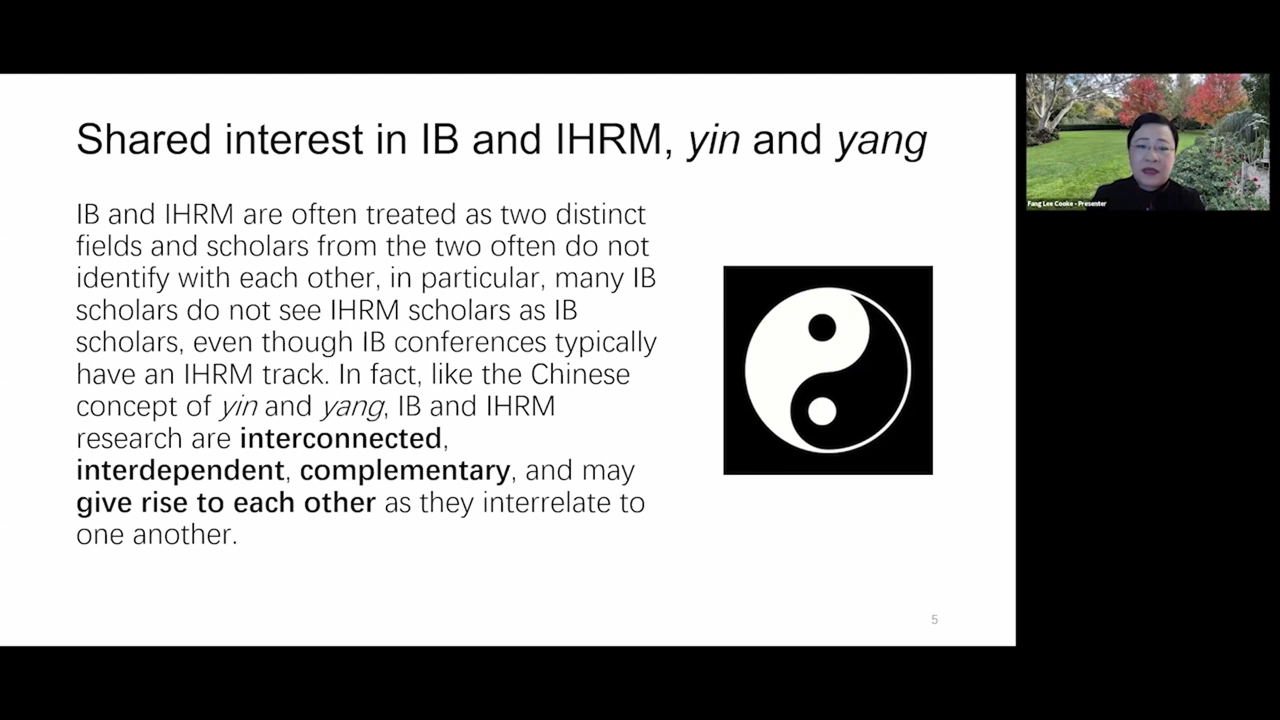 Shared interest in IB and IHRM, yin and yang
IB and IHRM are often treated as two distinct
fields and scholars from the two often do not
identify with each other, in particular, many IB
scholars do not see IHRM scholars as IB
scholars, even though IB conferences typically
have an IHRM track. In fact, like the Chinese
concept of yin and yang, IB and IHRM
research are interconnected,
interdependent, complementary, and may
give rise to each other as they interrelate to
one another.
5
Fang Lee Cooke - Presenter